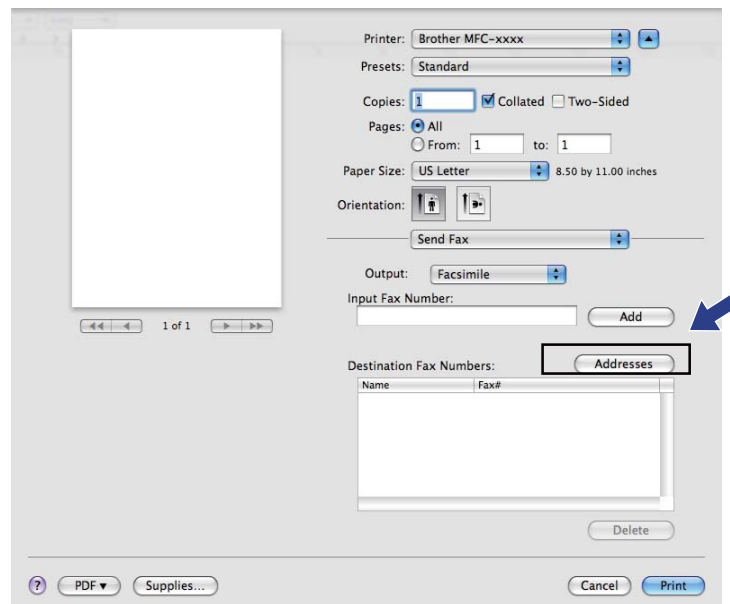 Printer: Brother MFC-xxxx
Presets: Standard
Copies: 1 Collated Two-Sided
Pages: All
From: 1 to: 1
Paper Size: US Letter 8.50 by 11.00 inches
Orientation:
Send Fax
Output: Facsimile
Input Fax Number:
Add
1 of 1
Destination Fax Numbers: Addresses
Name Fax#
Delete
? PDF Supplies... Cancel Print